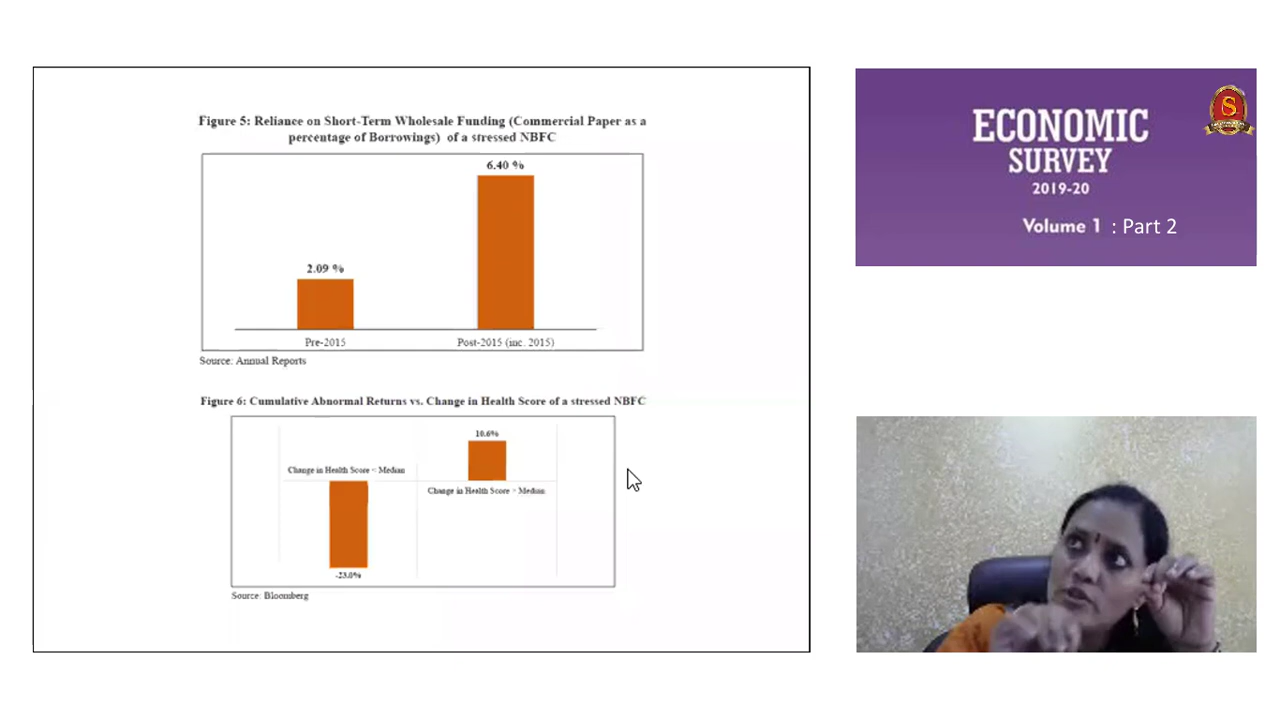 Figure 5: Reliance on Short-Term Wholesale Funding (Commercial Paper as a
percentage of Borrowings) of a stressed NBFC
6.40 %
2.09 %
Pre-2015
Post-2015 (inc. 2015)
Source: Annual Reports
Figure 6: Cumulative Abnormal Returns vs. Change in Health Score of a stressed NBFC
10.6%
Change in Health Score < Median
Change in Health Score > Median
-23.0%
Source: Bloomberg
ECONOMIC
SURVEY
2019-20
Volume 1 : Part 2
S